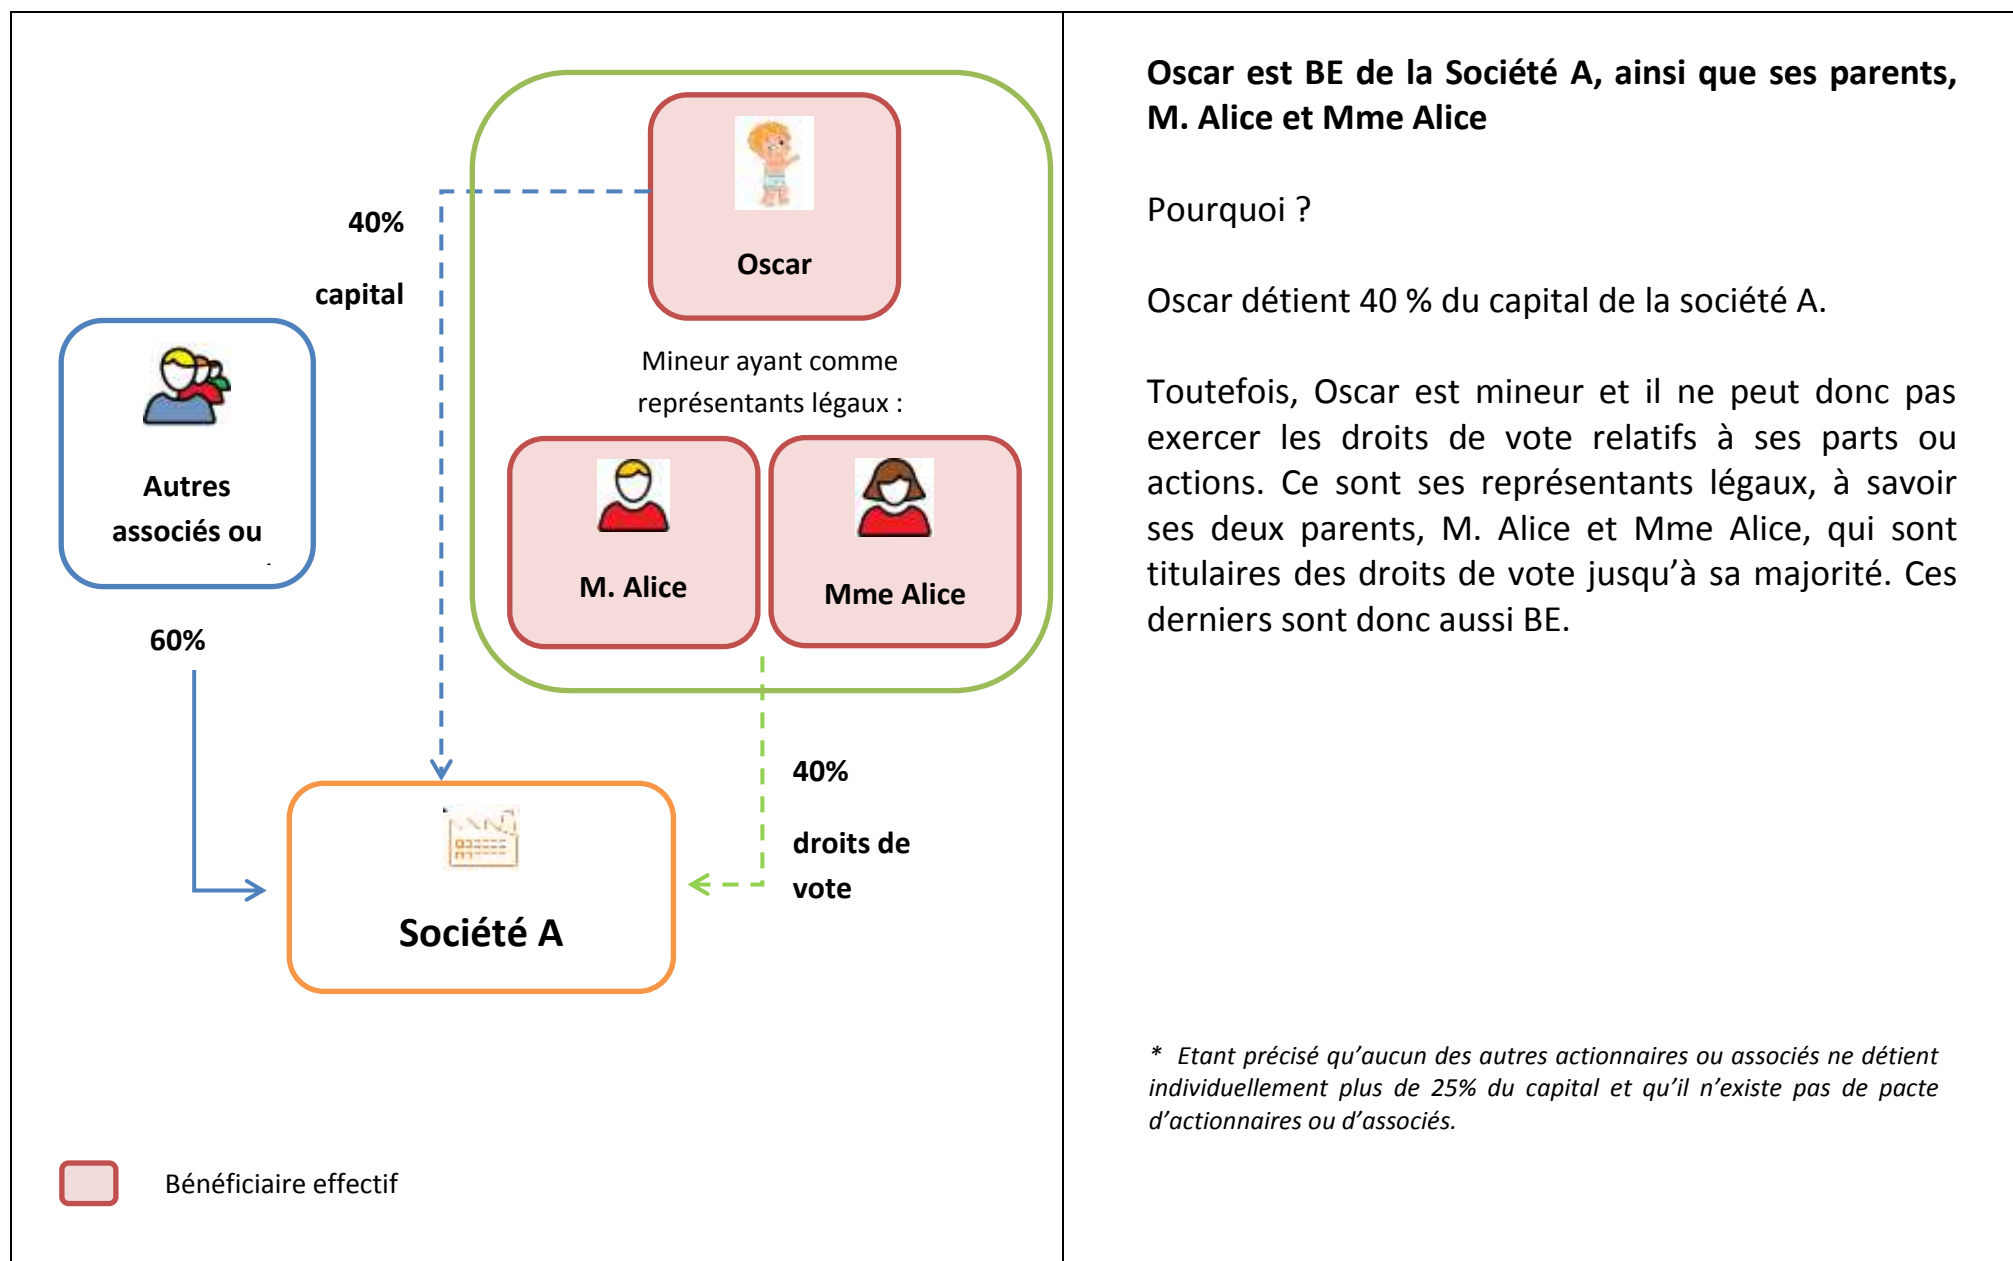 40%
capital
Oscar
Mineur ayant comme
représentants légaux :
Autres
associés ou
M. Alice
Mme Alice
60%
40%
droits de
vote
Société A
Bénéficiaire effectif
Oscar est BE de la Société A, ainsi que ses parents,
M. Alice et Mme Alice
Pourquoi ?
Oscar détient 40 % du capital de la société A.
Toutefois, Oscar est mineur et il ne peut donc pas
exercer les droits de vote relatifs à ses parts ou
actions. Ce sont ses représentants légaux, à savoir
ses deux parents, M. Alice et Mme Alice, qui sont
titulaires des droits de vote jusqu’à sa majorité. Ces
derniers sont donc aussi BE.
* Etant précisé qu’aucun des autres actionnaires ou associés ne détient
individuellement plus de 25% du capital et qu’il n’existe pas de pacte
d’actionnaires ou d’associés.